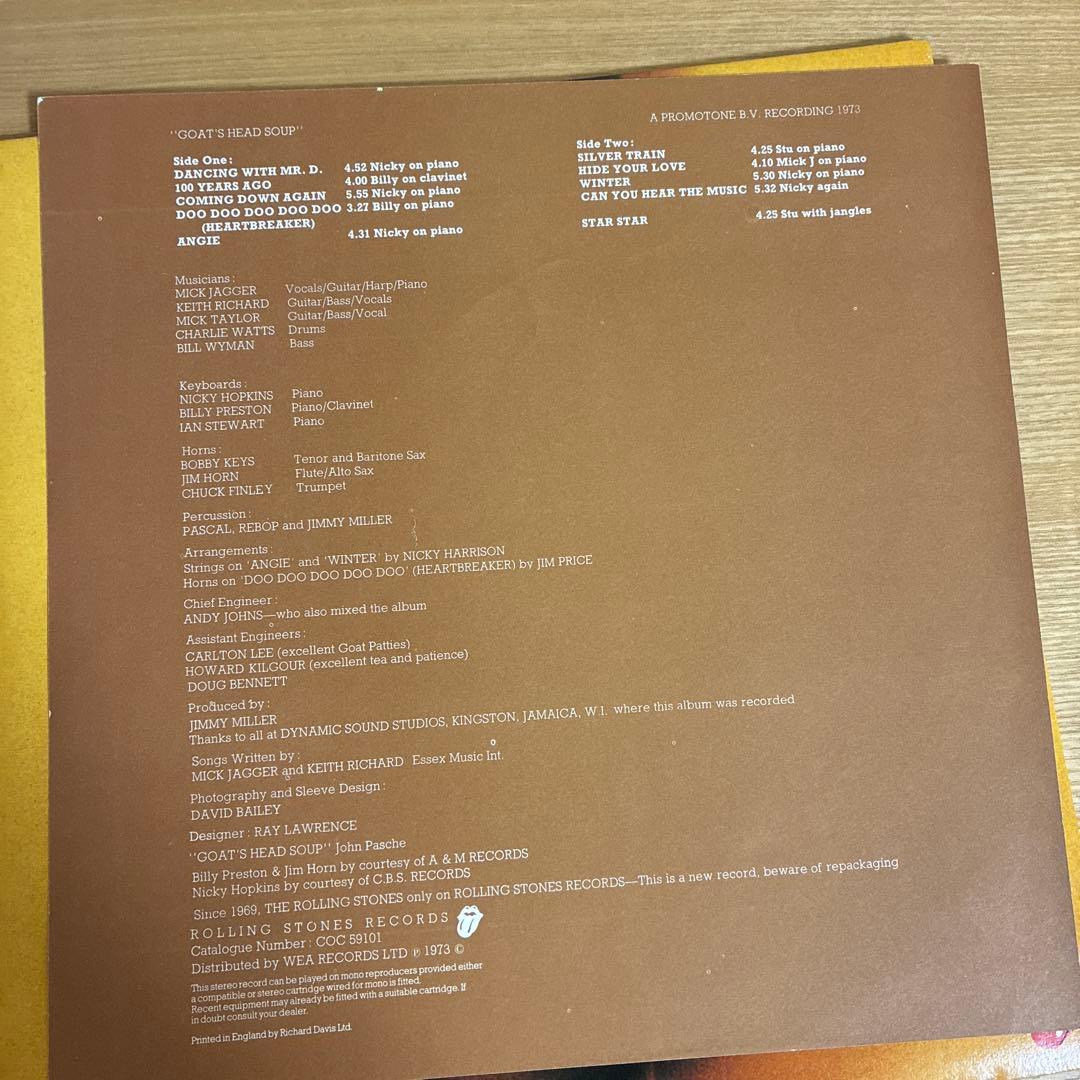 ''GOAT'S HEAD SOUP''
A PROMOTONE B.V. RECORDING 1973
Side One:
DANCING WITH MR. D. 4.52 Nicky on piano
100 YEARS AGO 4.00 Billy on clavinet
COMING DOWN AGAIN 5.55 Nicky on piano
DOO DOO DOO DOO DOO 3.27 Billy on piano
(HEARTBREAKER)
ANGIE 4.31 Nicky on piano
Side Two:
SILVER TRAIN 4.25 Stu on piano
HIDE YOUR LOVE 4.10 Mick J on piano
WINTER 5.30 Nicky on piano
CAN YOU HEAR THE MUSIC 5.32 Nicky again
STAR STAR 4.25 Stu with jangles
Musicians:
MICK JAGGER Vocals/Guitar/Harp/Piano
KEITH RICHARD Guitar/Bass/Vocals
MICK TAYLOR Guitar/Bass/Vocal
CHARLIE WATTS Drums
BILL WYMAN Bass
Keyboards:
NICKY HOPKINS Piano
BILLY PRESTON Piano/Clavinet
IAN STEWART Piano
Horns:
BOBBY KEYS Tenor and Baritone Sax
JIM HORN Flute/Alto Sax
CHUCK FINLEY Trumpet
Percussion:
PASCAL, REBOP and JIMMY MILLER
Arrangements:
Strings on 'ANGIE' and 'WINTER' by NICKY HARRISON
Horns on 'DOO DOO DOO DOO DOO' (HEARTBREAKER) by JIM PRICE
Chief Engineer:
ANDY JOHNS—who also mixed the album
Assistant Engineers:
CARLTON LEE (excellent Goat Patties)
HOWARD KILGOUR (excellent tea and patience)
DOUG BENNETT
Produced by:
JIMMY MILLER
Thanks to all at DYNAMIC SOUND STUDIOS, KINGSTON, JAMAICA, W.I. where this album was recorded
Songs Written by:
MICK JAGGER and KEITH RICHARD Essex Music Int.
Photography and Sleeve Design:
DAVID BAILEY
Designer: RAY LAWRENCE
''GOAT'S HEAD SOUP'' John Pasche
Billy Preston & Jim Horn by courtesy of A & M RECORDS
Nicky Hopkins by courtesy of C.B.S. RECORDS
Since 1969, THE ROLLING STONES only on ROLLING STONES RECORDS—This is a new record, beware of repackaging
ROLLING STONES RECORDS
Catalogue Number: COC 59101
Distributed by WEA RECORDS LTD ℗ 1973 ©
This stereo record can be played on mono reproducers provided either
a compatible or stereo cartridge wired for mono is fitted.
Recent equipment may already be fitted with a suitable cartridge. If
in doubt consult your dealer.
Printed in England by Richard Davis Ltd.